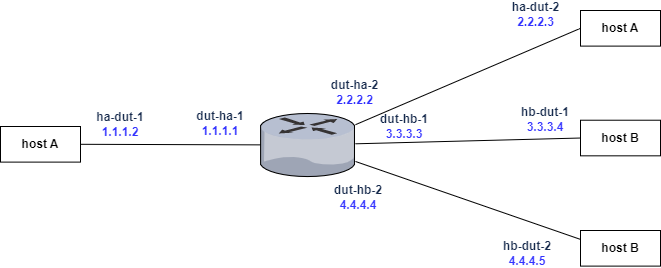 ha-dut-2
2.2.2.3
host A
dut-ha-2
2.2.2.2
ha-dut-1
1.1.1.2
dut-ha-1
1.1.1.1
dut-hb-1
3.3.3.3
hb-dut-1
3.3.3.4
host A
host B
dut-hb-2
4.4.4.4
hb-dut-2
4.4.4.5
host B